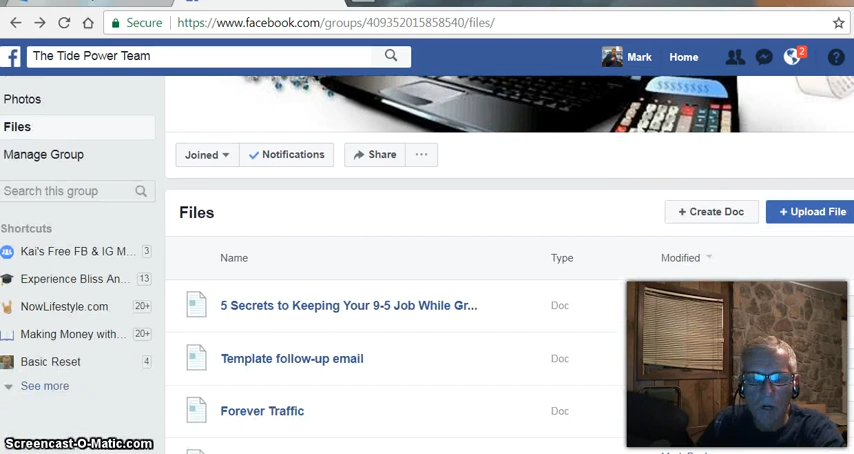 Secure https://www.facebook.com/groups/409352015858540/files/
f The Tide Power Team Mark Home 2 ?
Photos
Files
Manage Group
Joined Notifications Share ...
Search this group
Files + Create Doc + Upload File
Shortcuts
Kai's Free FB & IG M... 3
Name Type Modified
Experience Bliss An... 13
NowLifestyle.com 20+
5 Secrets to Keeping Your 9-5 Job While Gr... Doc
Making Money with... 20+
Basic Reset 4
Template follow-up email Doc
See more
Forever Traffic Doc
Screencast-O-Matic.com